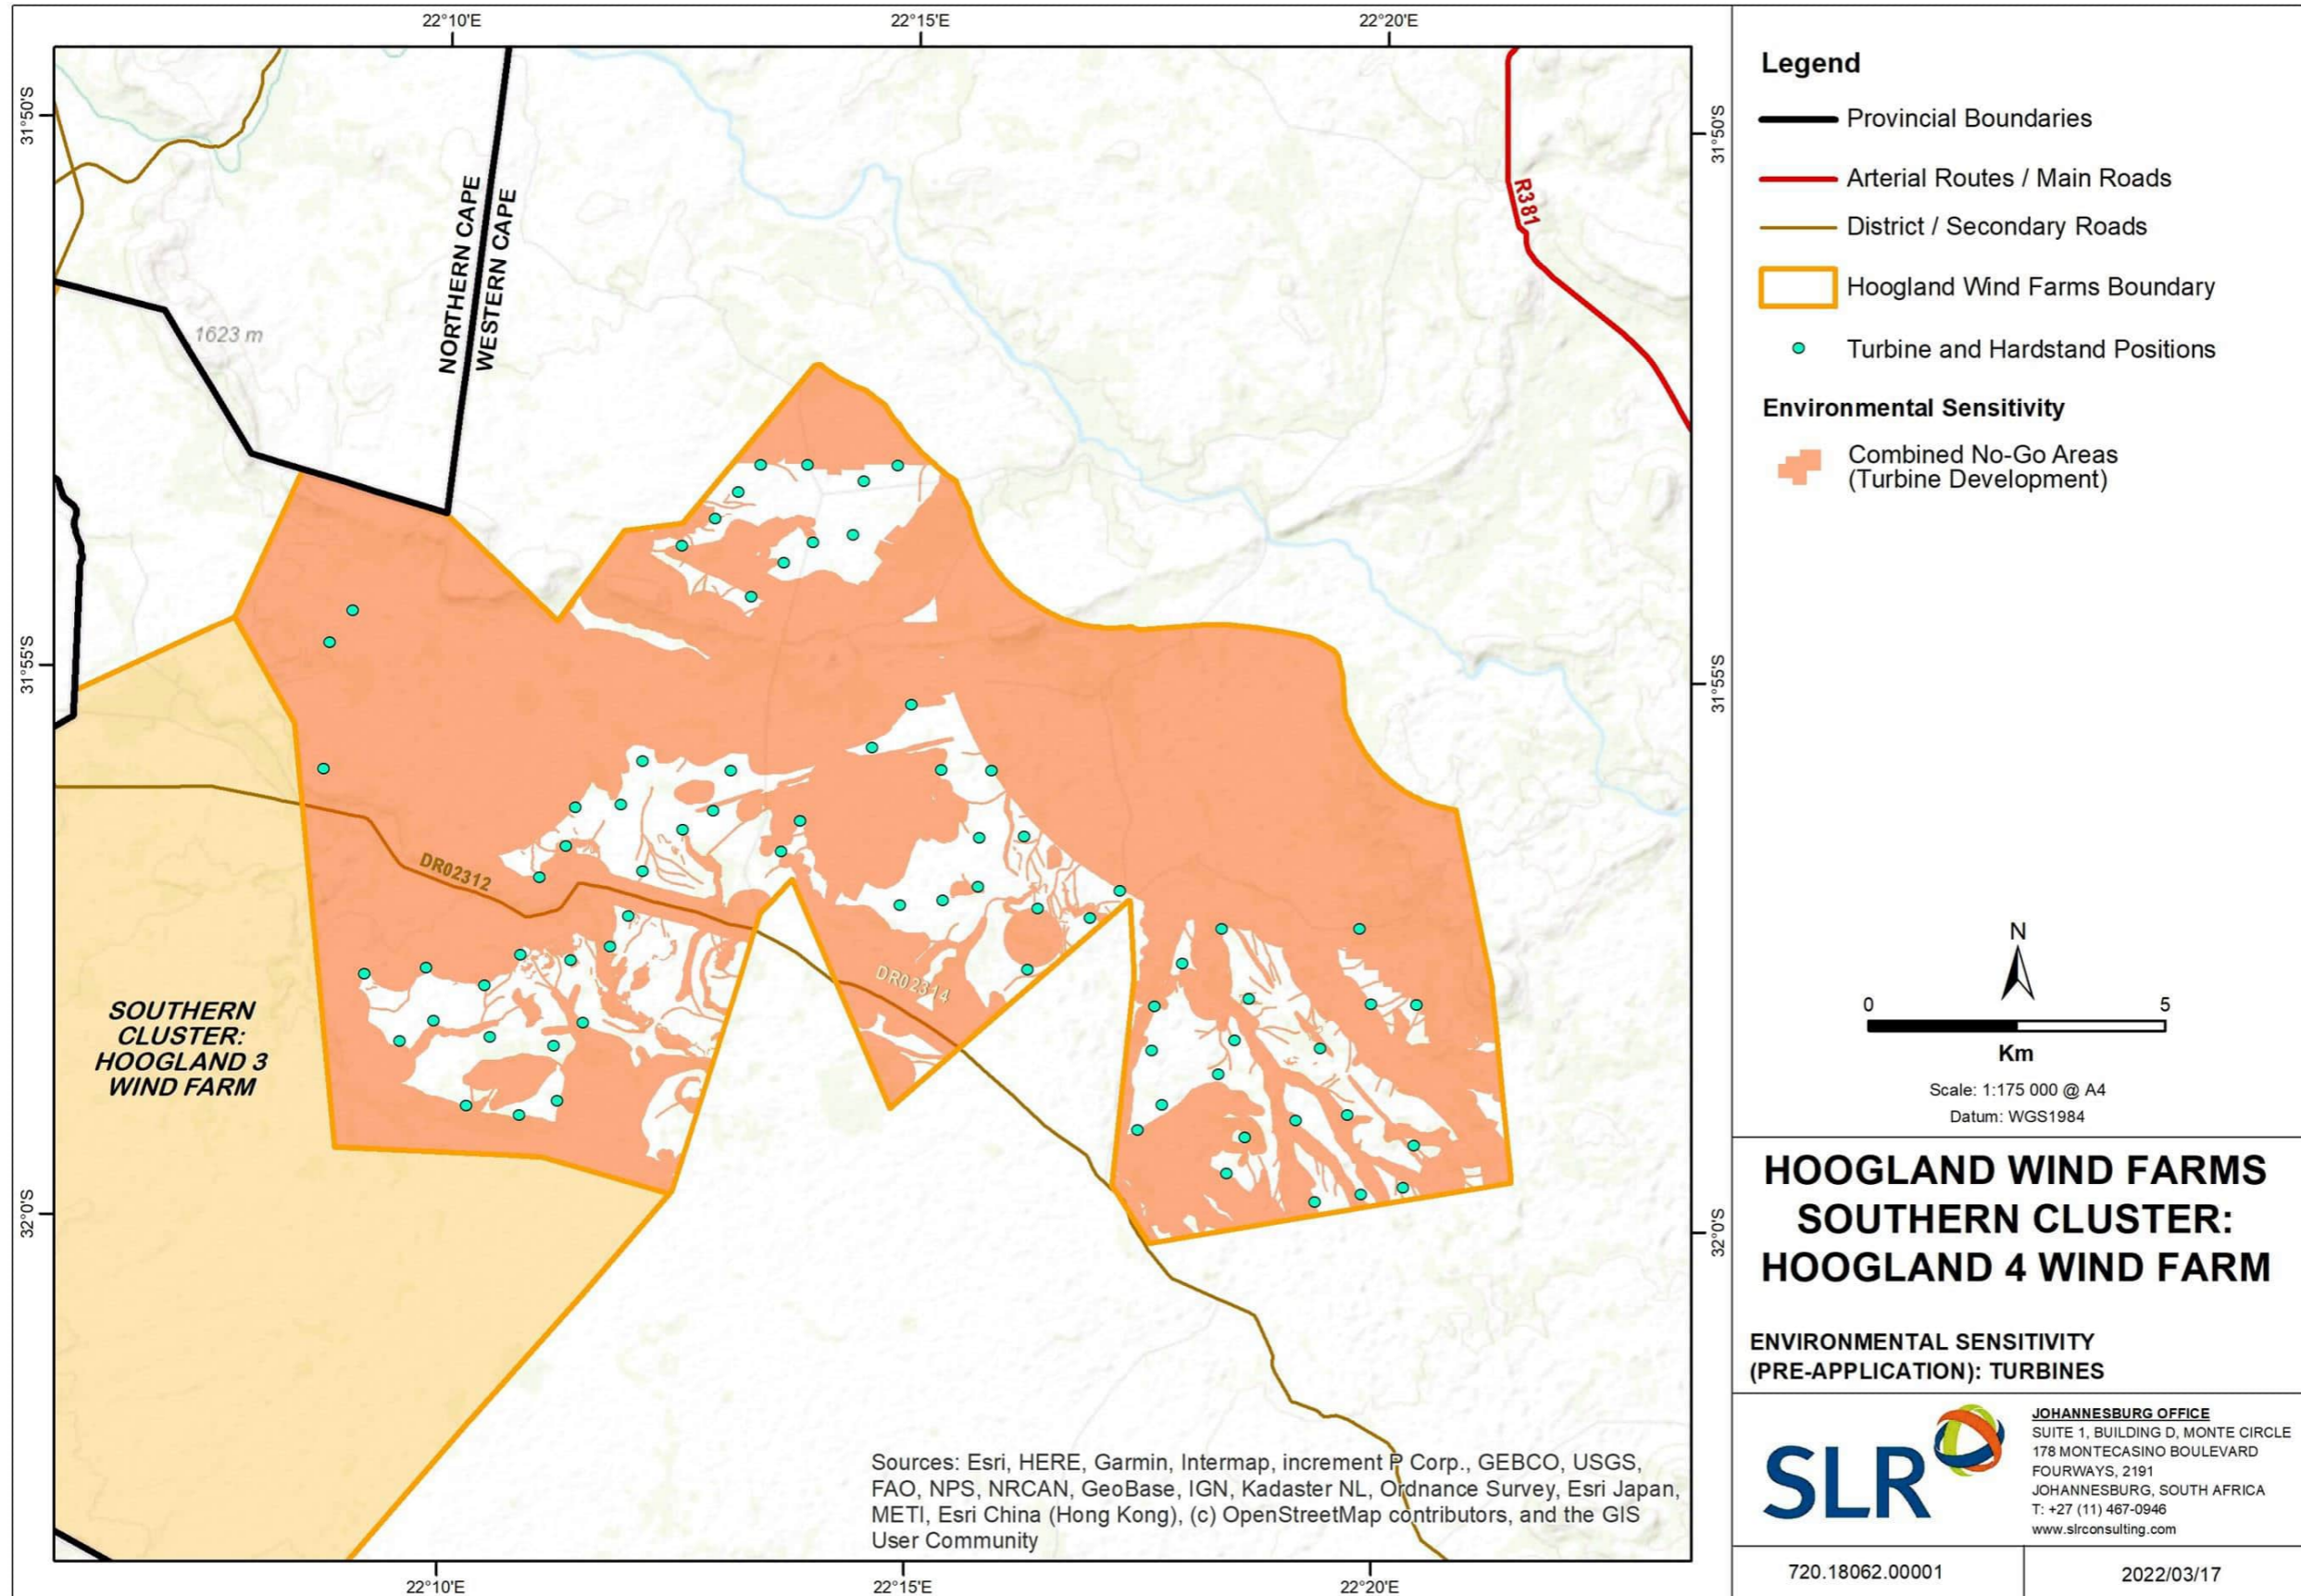 22°10'E
22°15'E
22°20'E
31°50'S
31°55'S
32°0'S
31°50'S
31°55'S
32°0'S
22°10'E
22°15'E
22°20'E
NORTHERN CAPE
WESTERN CAPE
1623 m
R381
DR02312
DR02314
SOUTHERN
CLUSTER:
HOOGLAND 3
WIND FARM
Sources: Esri, HERE, Garmin, Intermap, increment P Corp., GEBCO, USGS,
FAO, NPS, NRCAN, GeoBase, IGN, Kadaster NL, Ordnance Survey, Esri Japan,
METI, Esri China (Hong Kong), (c) OpenStreetMap contributors, and the GIS
User Community
Legend
Provincial Boundaries
Arterial Routes / Main Roads
District / Secondary Roads
Hoogland Wind Farms Boundary
Turbine and Hardstand Positions
Environmental Sensitivity
Combined No-Go Areas
(Turbine Development)
N
0 5
Km
Scale: 1:175 000 @ A4
Datum: WGS1984
HOOGLAND WIND FARMS
SOUTHERN CLUSTER:
HOOGLAND 4 WIND FARM
ENVIRONMENTAL SENSITIVITY
(PRE-APPLICATION): TURBINES
SLR
JOHANNESBURG OFFICE
SUITE 1, BUILDING D, MONTE CIRCLE
178 MONTECASINO BOULEVARD
FOURWAYS, 2191
JOHANNESBURG, SOUTH AFRICA
T: +27 (11) 467-0946
www.slrconsulting.com
720.18062.00001
2022/03/17